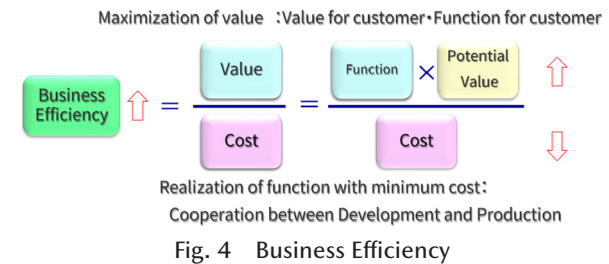 Maximization of value :Value for customer・Function for customer
Business
Efficiency
=
Value
Cost
=
Function
×
Potential
Value
Cost
Realization of function with minimum cost:
Cooperation between Development and Production
Fig. 4 Business Efficiency